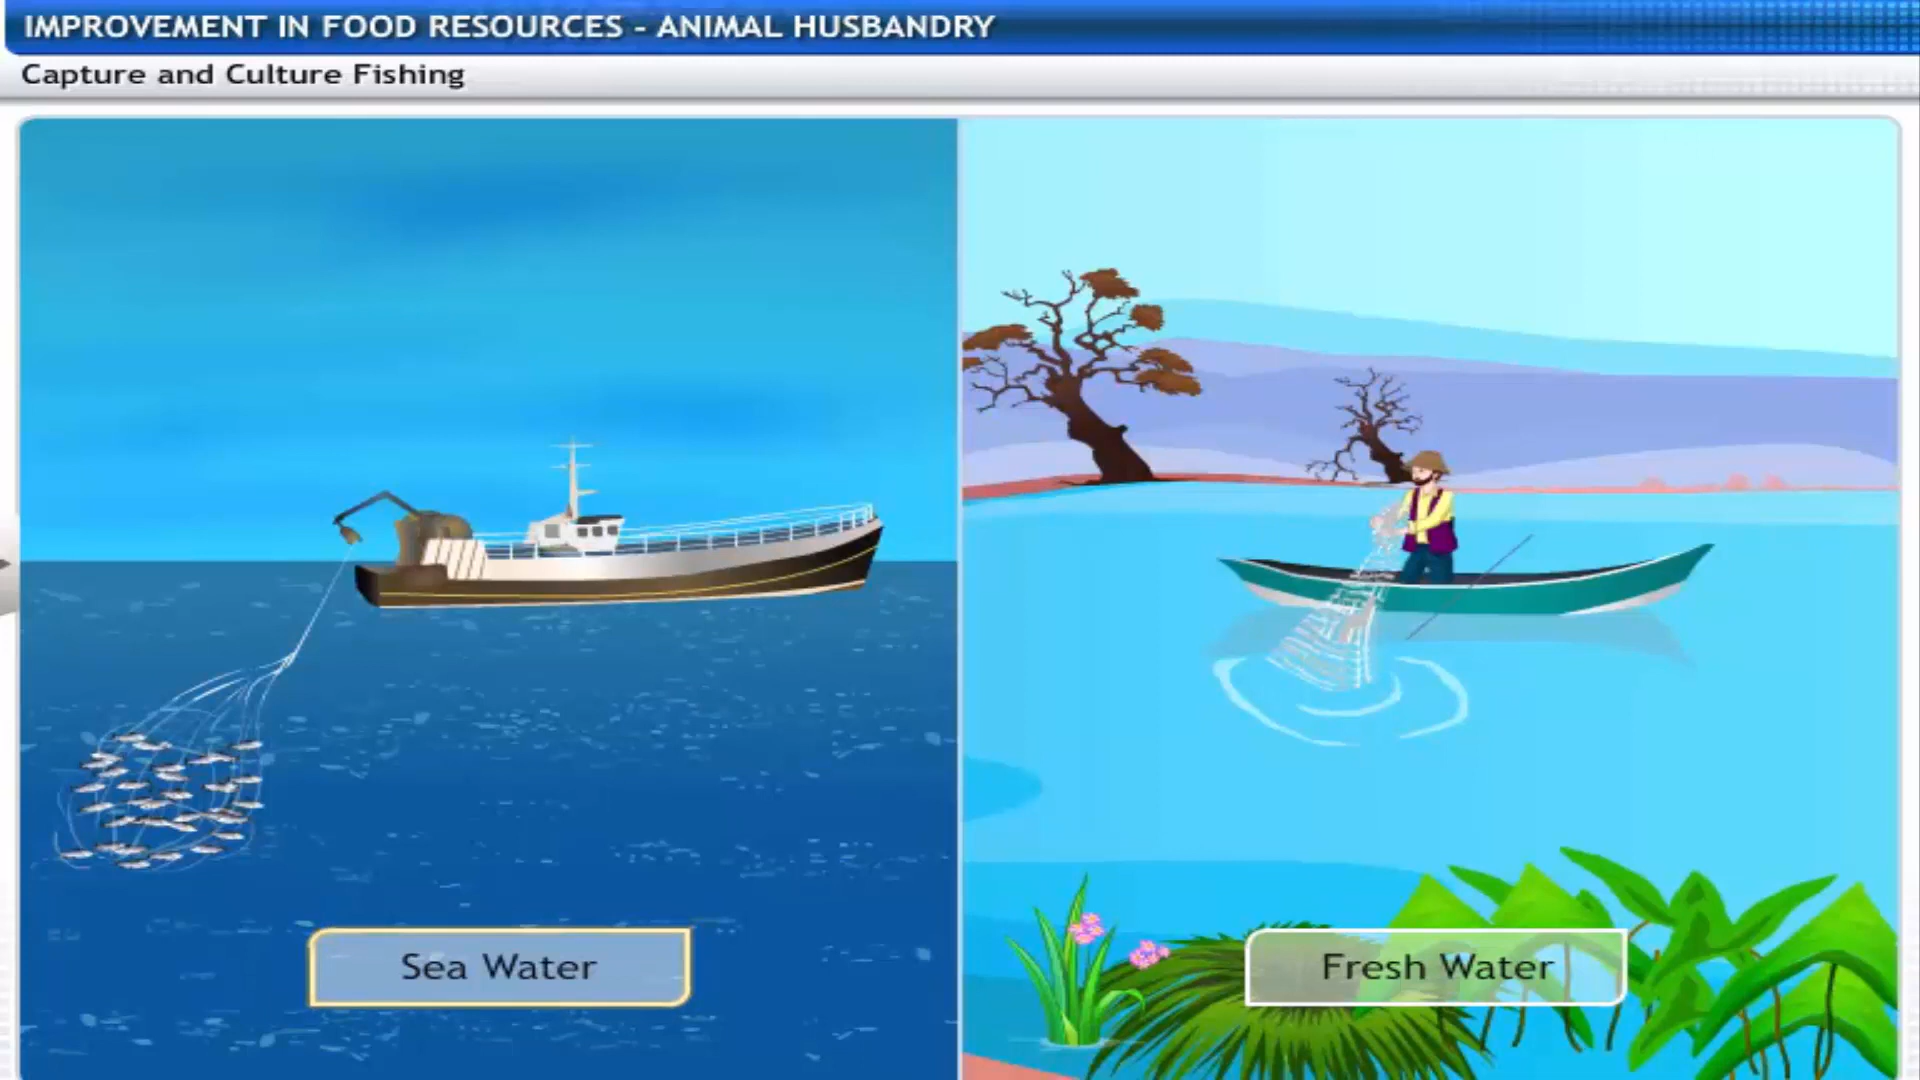 IMPROVEMENT IN FOOD RESOURCES - ANIMAL HUSBANDRY
Capture and Culture Fishing
Sea Water
Fresh Water